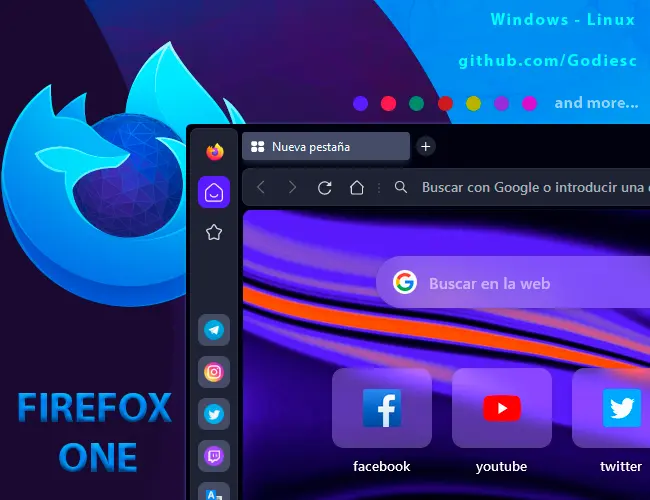 Windows - Linux
github.com/Godiesc
and more...
Nueva pestaña
Buscar con Google o introducir una
Buscar en la web
FIREFOX
ONE
facebook
youtube
twitter